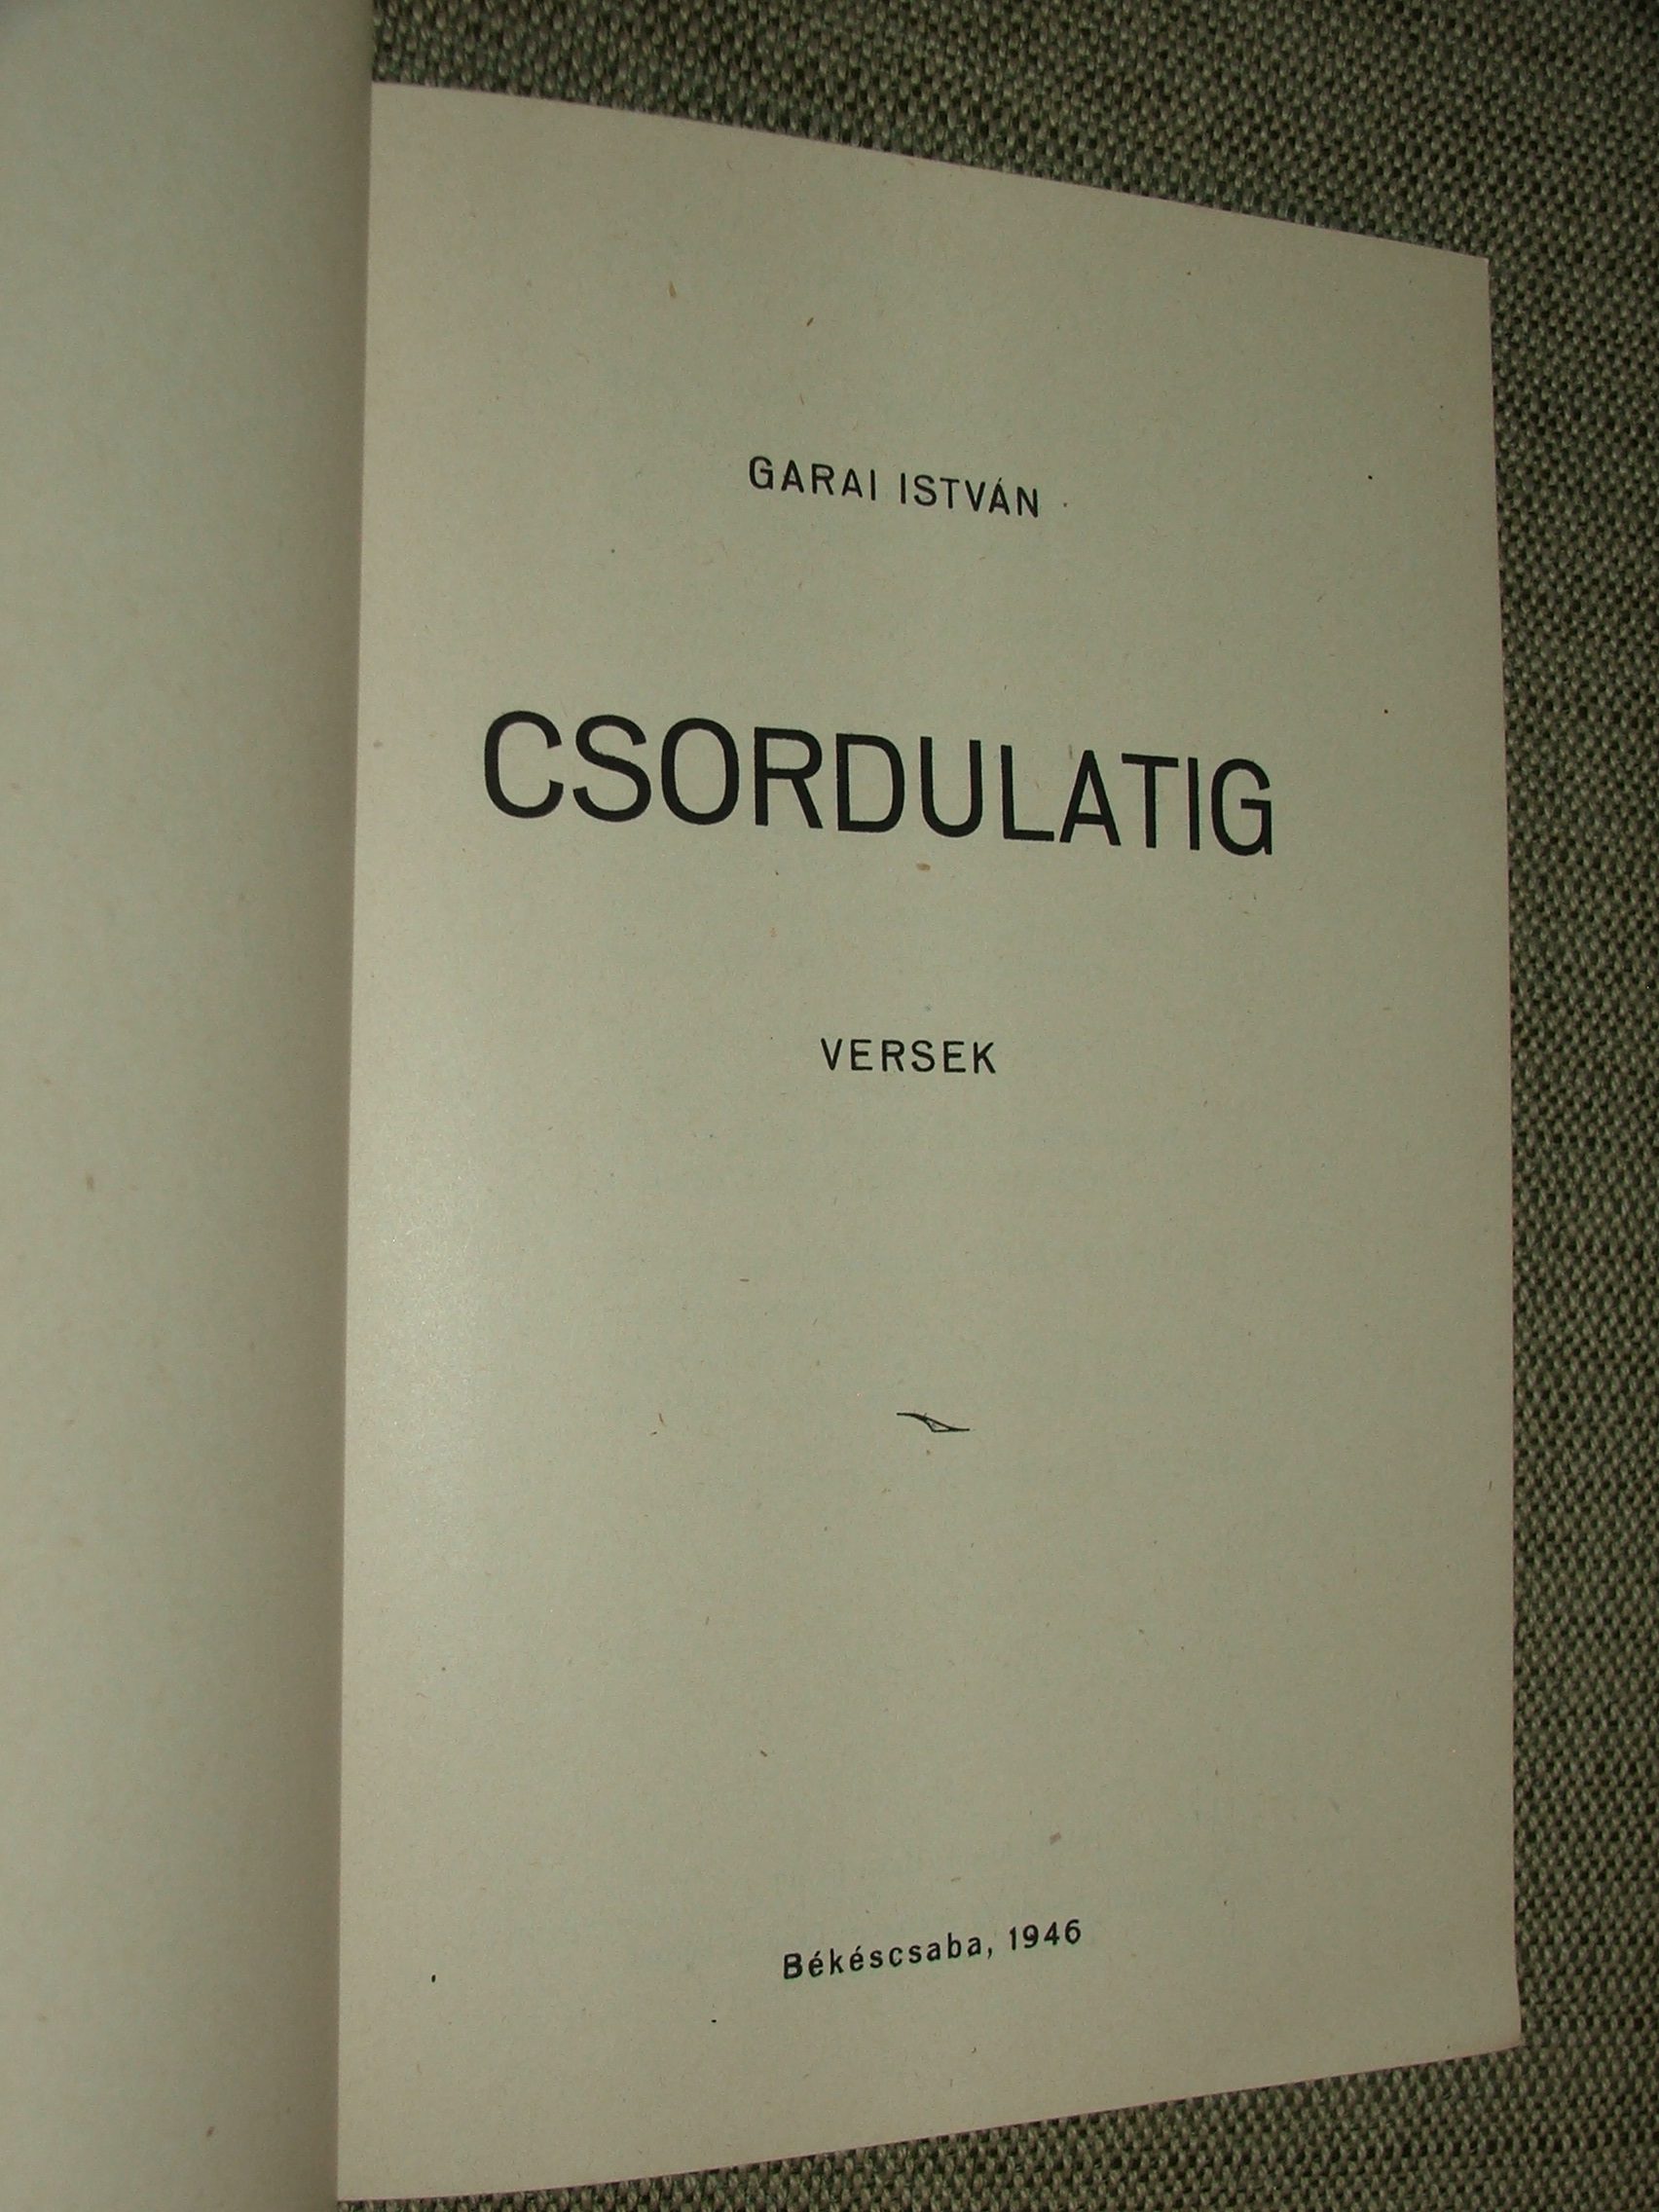 GARAI ISTVÁN
CSORDULATIG
VERSEK
Békéscsaba, 1946